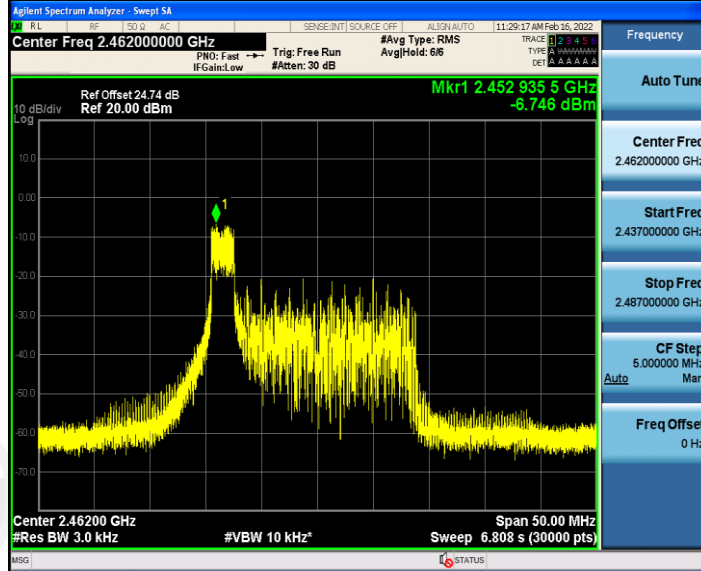 Agilent Spectrum Analyzer - Swept SA
RL RF 50 Ω AC SENSE:INT SOURCE OFF ALIGN AUTO 11:29:17 AM Feb 16, 2022
Center Freq 2.462000000 GHz
PNO: Fast
IFGain:Low
Trig: Free Run
#Atten: 30 dB
#Avg Type: RMS
Avg|Hold: 6/6
TRACE 1 2 3 4 5 6
TYPE A
DET A A A A A A
Ref Offset 24.74 dB
10 dB/div Ref 20.00 dBm
Log
Mkr1 2.452 935 5 GHz
-6.746 dBm
10.0
0.00
-10.0
-20.0
-30.0
-40.0
-50.0
-60.0
-70.0
1
Center 2.46200 GHz
Span 50.00 MHz
#Res BW 3.0 kHz
#VBW 10 kHz*
Sweep 6.808 s (30000 pts)
MSG
STATUS
Frequency
Auto Tune
Center Freq
2.462000000 GHz
Start Freq
2.437000000 GHz
Stop Freq
2.487000000 GHz
CF Step
5.000000 MHz
Auto Man
Freq Offset
0 Hz